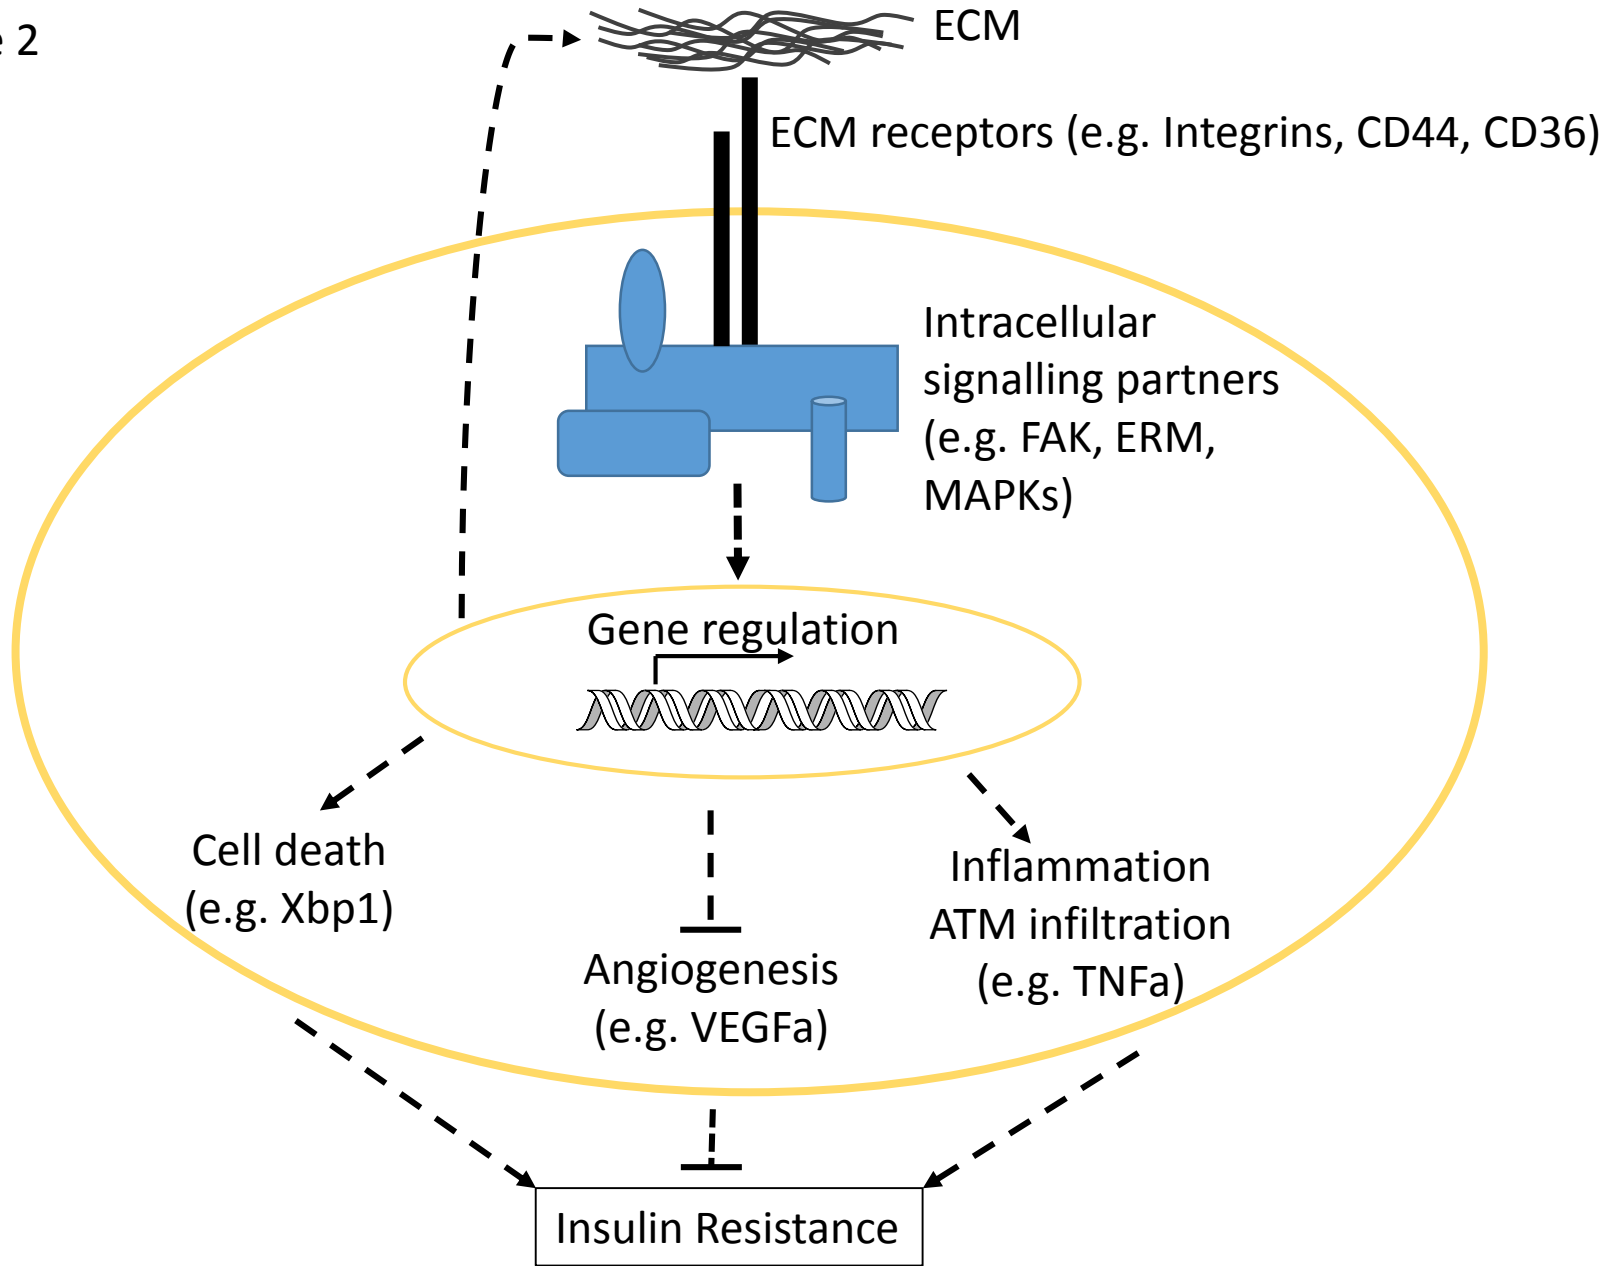 2
ECM
ECM receptors (e.g. Integrins, CD44, CD36)
Intracellular
signalling partners
(e.g. FAK, ERM,
MAPKs)
Gene regulation
Cell death
(e.g. Xbp1)
Inflammation
ATM infiltration
(e.g. TNFa)
Angiogenesis
(e.g. VEGFa)
Insulin Resistance